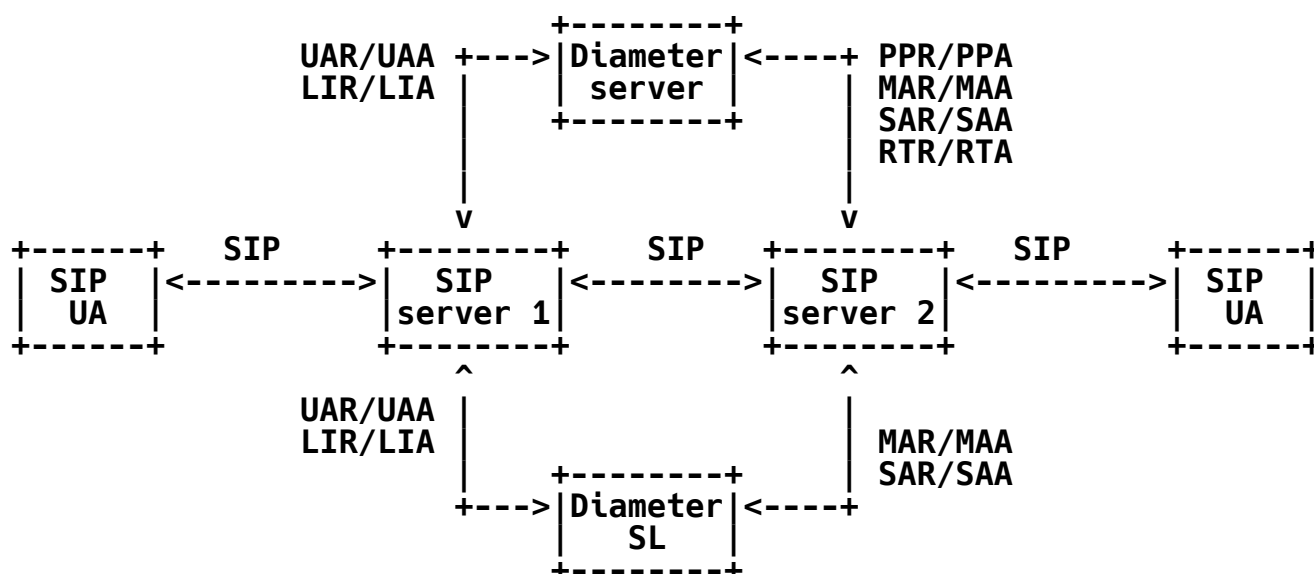 +--------+
UAR/UAA +--->|Diameter|<----+ PPR/PPA
LIR/LIA | | server | | MAR/MAA
| +--------+ | SAR/SAA
| | RTR/RTA
| |
v v
+------+ SIP +--------+ SIP +--------+ SIP +------+
| SIP |<--------->| SIP |<-------->| SIP |<--------->| SIP |
| UA | |server 1| |server 2| | UA |
+------+ +--------+ +--------+ +------+
^ ^
UAR/UAA | |
LIR/LIA | | MAR/MAA
| +--------+ | SAR/SAA
+--->|Diameter|<----+
| SL |
+--------+